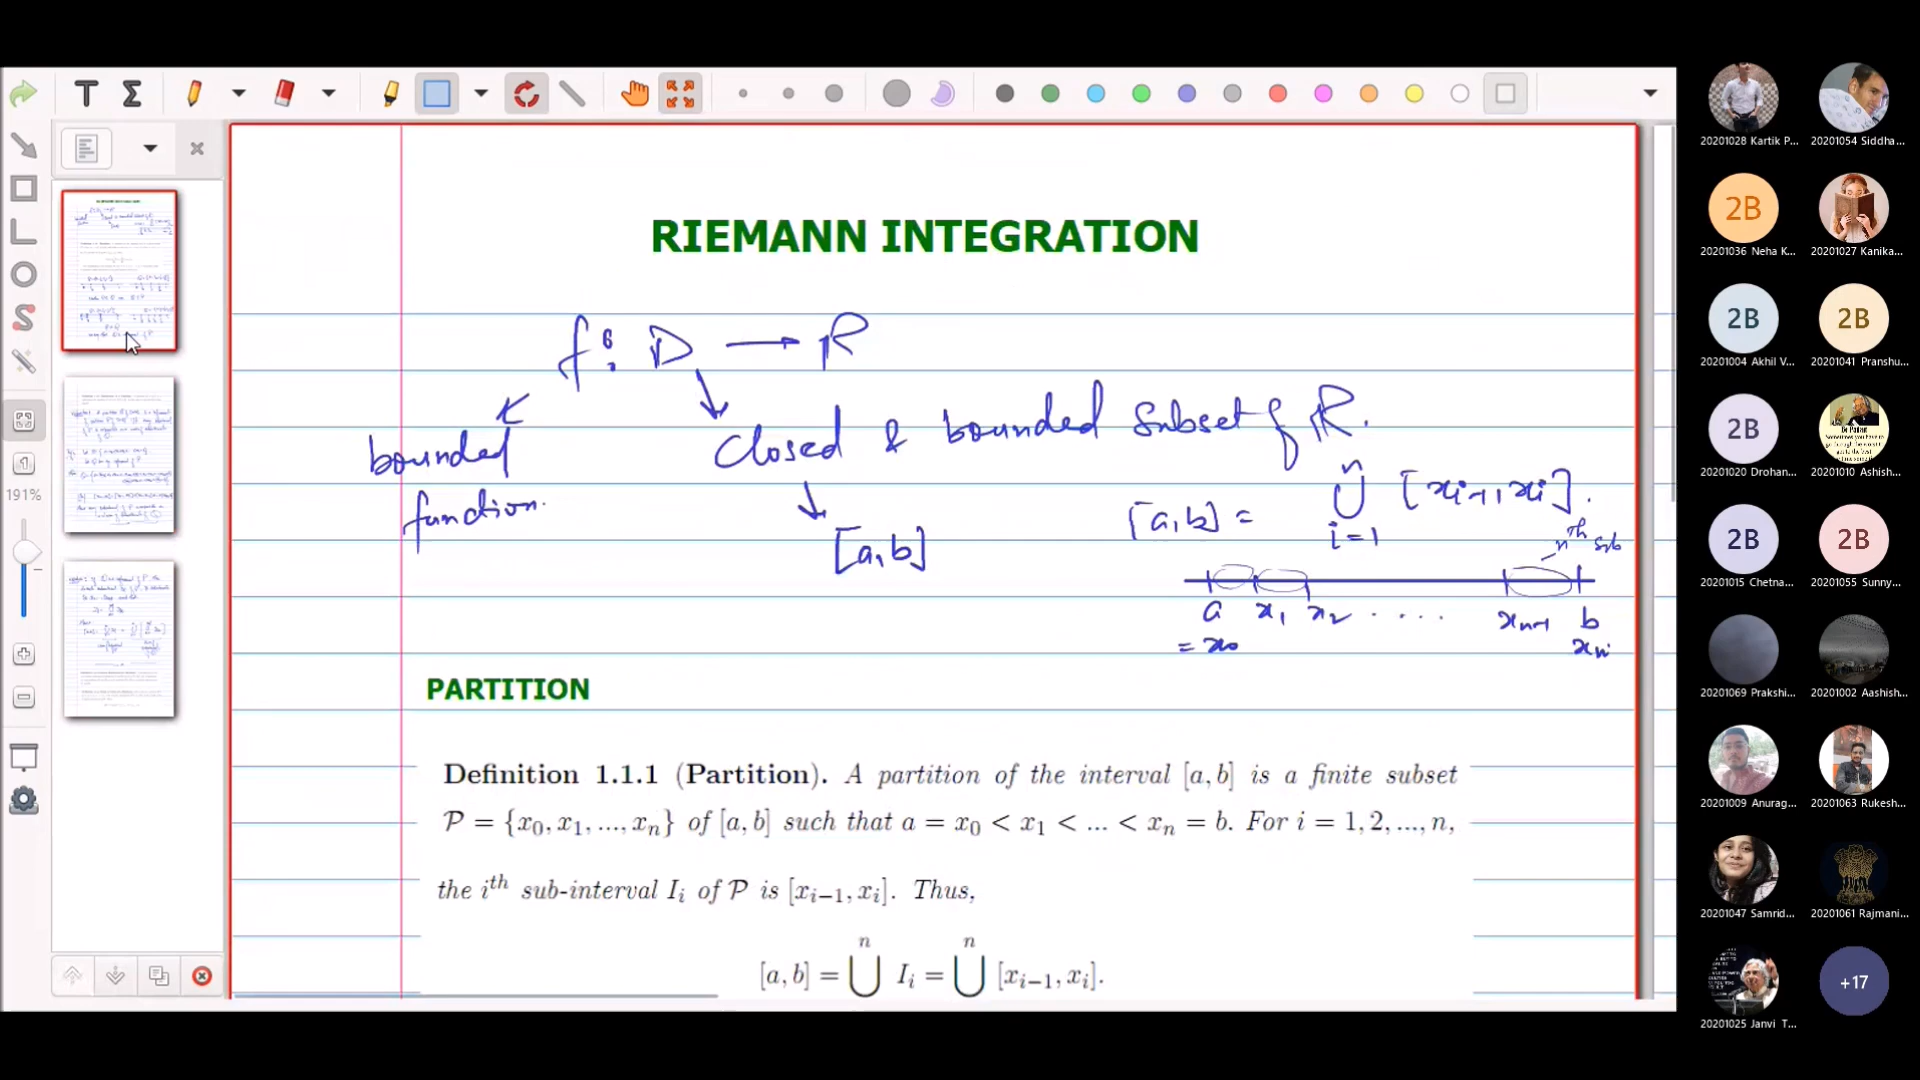 RIEMANN INTEGRATION
f : D → R
bounded function.
Closed & bounded subset of R.
[a,b]
[a,b] = ⋃ i=1 n [xi-1, xi].
nth sub
a x1 x2 .... xn-1 b
= x0 xn
PARTITION
Definition 1.1.1 (Partition). A partition of the interval [a, b] is a finite subset
P = {x0, x1, ..., xn} of [a, b] such that a = x0 < x1 < ... < xn = b. For i = 1, 2, ..., n,
the ith sub-interval Ii of P is [xi−1, xi]. Thus,
[a, b] = ⋃ n Ii = ⋃ n [xi−1, xi].
191%
20201028 Kartik P...
20201054 Siddha...
2B
20201036 Neha K...
20201027 Kanika...
2B
20201004 Akhil V...
2B
20201041 Pranshu...
2B
20201020 Drohan...
20201010 Ashish...
2B
20201015 Chetna...
2B
20201055 Sunny...
20201069 Prakshi...
20201002 Aashish...
20201009 Anurag...
20201063 Rukesh...
20201047 Samrid...
20201061 Rajmani...
20201025 Janvi T...
+17